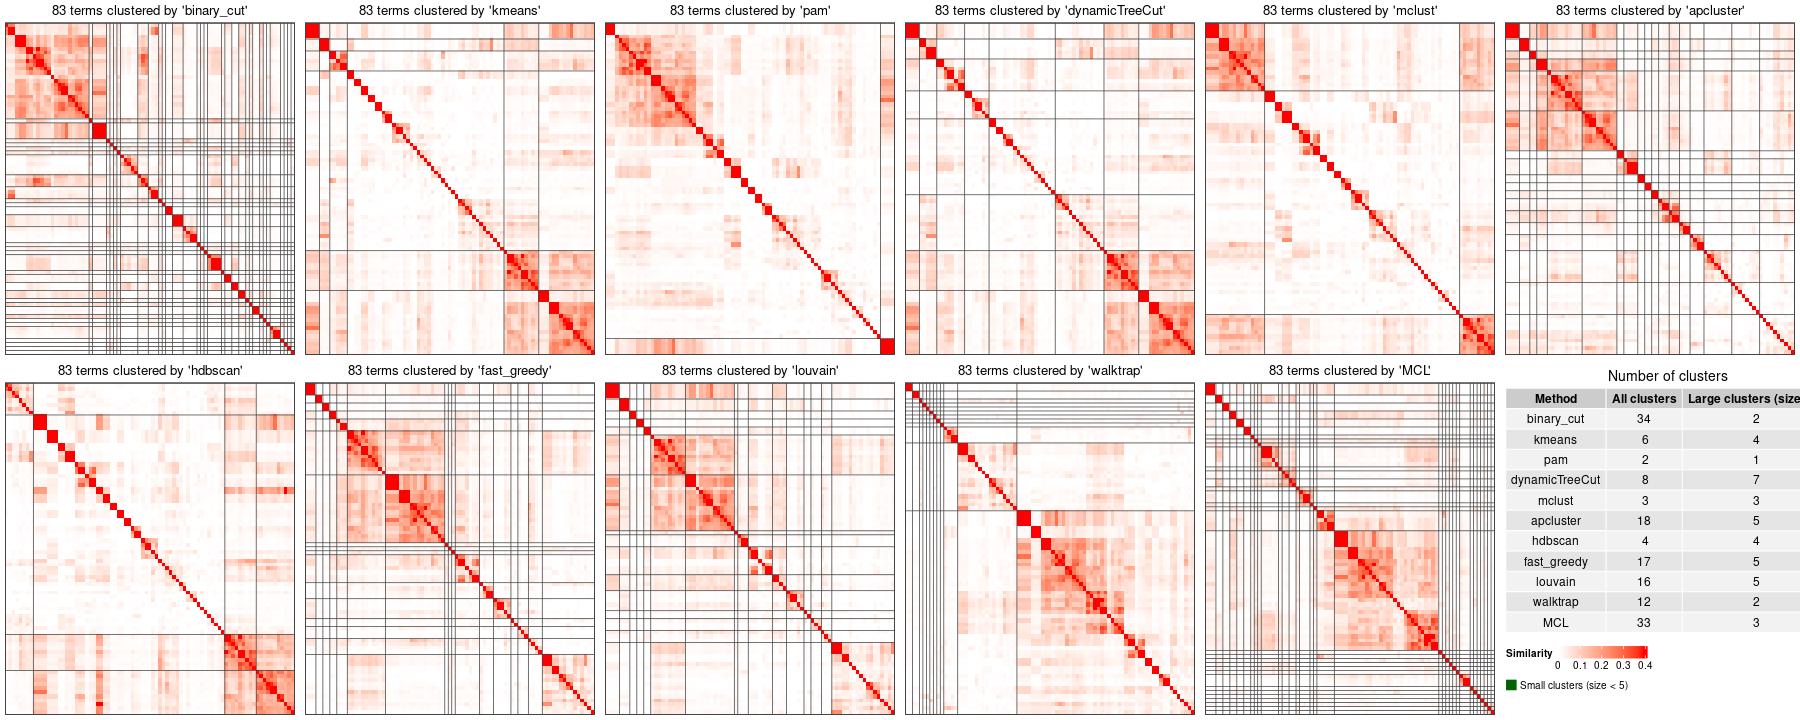 83 terms clustered by 'binary_cut'
83 terms clustered by 'kmeans'
83 terms clustered by 'pam'
83 terms clustered by 'dynamicTreeCut'
83 terms clustered by 'mclust'
83 terms clustered by 'apcluster'
83 terms clustered by 'hdbscan'
83 terms clustered by 'fast_greedy'
83 terms clustered by 'louvain'
83 terms clustered by 'walktrap'
83 terms clustered by 'MCL'
Number of clusters
Method All clusters Large clusters (size
binary_cut 34 2
kmeans 6 4
pam 2 1
dynamicTreeCut 8 7
mclust 3 3
apcluster 18 5
hdbscan 4 4
fast_greedy 17 5
louvain 16 5
walktrap 12 2
MCL 33 3
Similarity
0 0.1 0.2 0.3 0.4
Small clusters (size < 5)